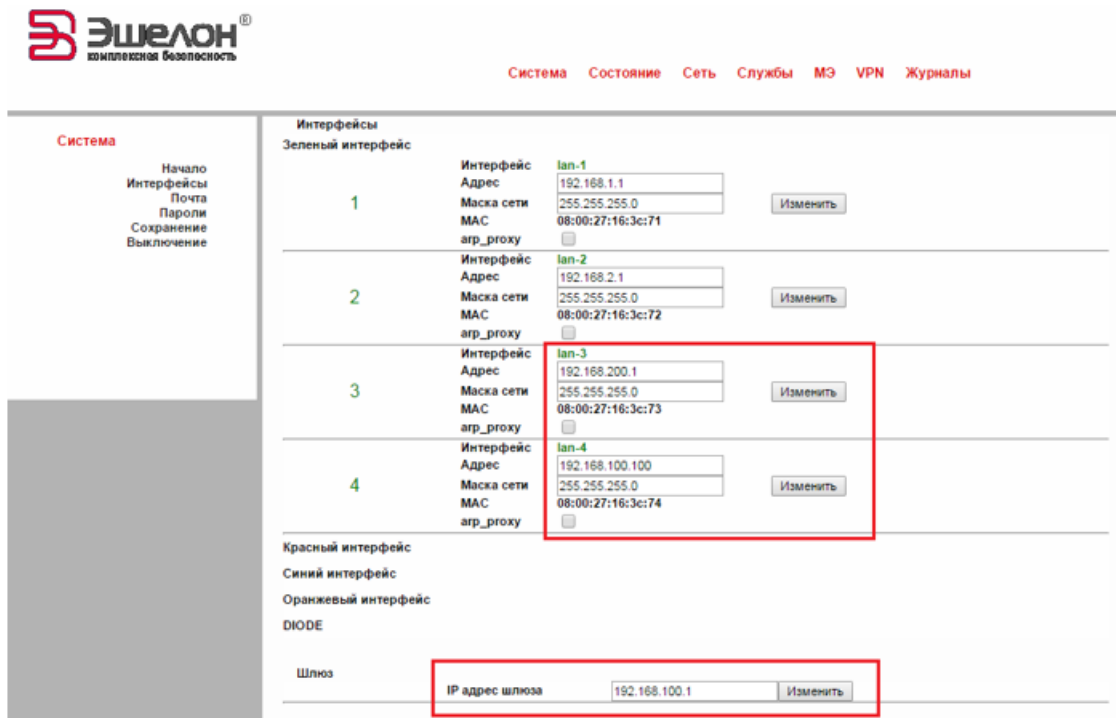 Эшелон®
комплексная безопасность
Система Состояние Сеть Службы МЭ VPN Журналы
Система
Начало
Интерфейсы
Почта
Пароли
Сохранение
Выключение
Интерфейсы
Зеленый интерфейс
1
Интерфейс lan-1
Адрес 192.168.1.1
Маска сети 255.255.255.0 Изменить
MAC 08:00:27:16:3c:71
arp_proxy
2
Интерфейс lan-2
Адрес 192.168.2.1
Маска сети 255.255.255.0 Изменить
MAC 08:00:27:16:3c:72
arp_proxy
3
Интерфейс lan-3
Адрес 192.168.200.1
Маска сети 255.255.255.0 Изменить
MAC 08:00:27:16:3c:73
arp_proxy
4
Интерфейс lan-4
Адрес 192.168.100.100
Маска сети 255.255.255.0 Изменить
MAC 08:00:27:16:3c:74
arp_proxy
Красный интерфейс
Синий интерфейс
Оранжевый интерфейс
DIODE
Шлюз
IP адрес шлюза 192.168.100.1 Изменить